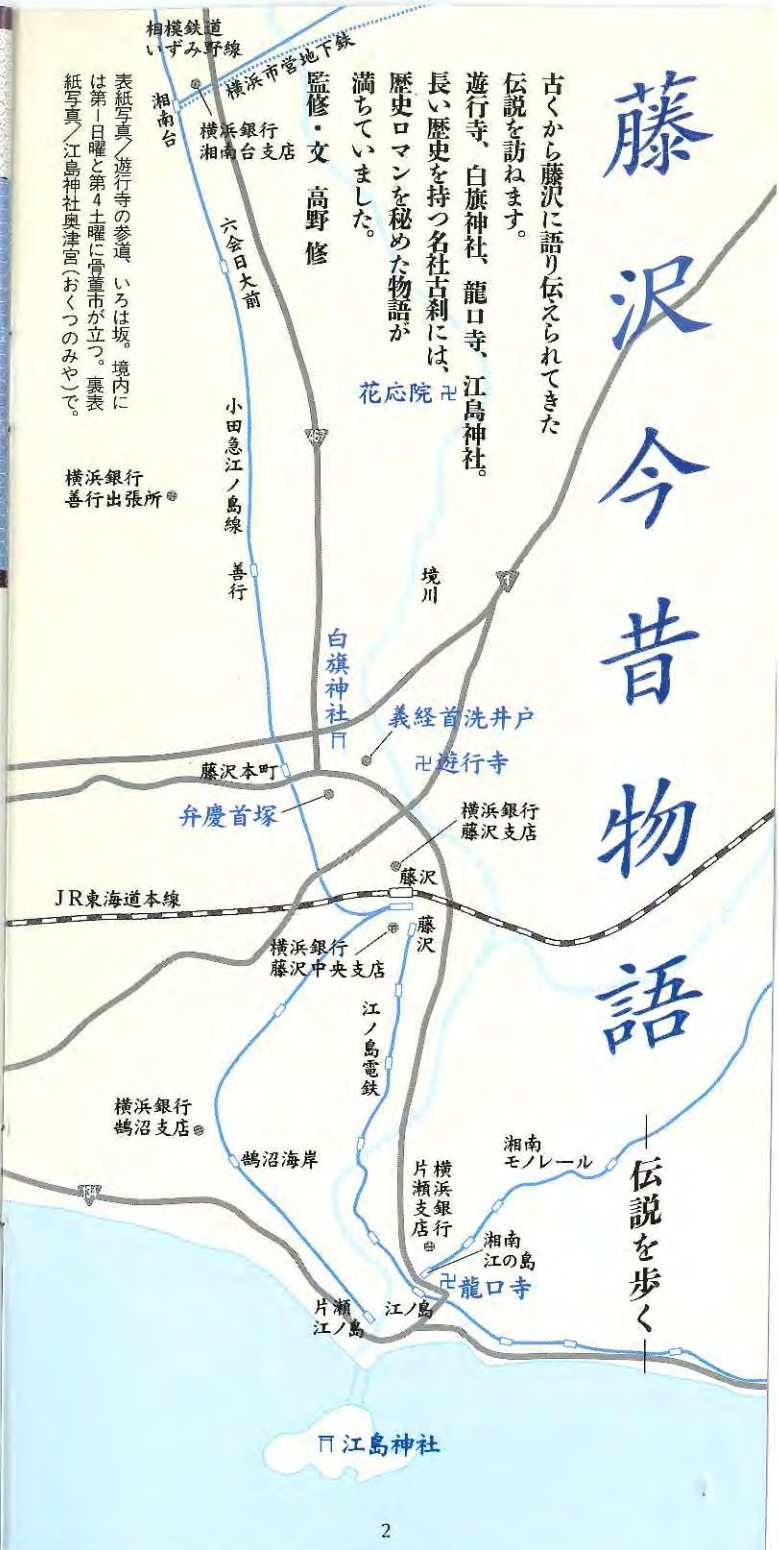 藤沢今昔物語
―伝説を歩く―
古くから藤沢に語り伝えられてきた
伝説を訪ねます。
遊行寺、白旗神社、龍口寺、江島神社。
長い歴史を持つ名社古刹には、
歴史ロマンを秘めた物語が
満ちていました。
監修・文　高野 修
表紙写真／遊行寺の参道、いろは坂。境内に
は第一日曜と第4土曜に骨董市が立つ。裏表
紙写真／江島神社奥津宮(おくつのみや)で。
相模鉄道
いずみ野線
横浜市営地下鉄
湘南台
横浜銀行
湘南台支店
六会日大前
花応院
467
小田急江ノ島線
横浜銀行
善行出張所
善行
境川
1
白旗神社
義経首洗井戸
遊行寺
藤沢本町
弁慶首塚
横浜銀行
藤沢支店
藤沢
JR東海道本線
藤沢
横浜銀行
藤沢中央支店
江ノ島電鉄
横浜銀行
鵠沼支店
鵠沼海岸
湘南
モノレール
横浜銀行
片瀬支店
134
湘南
江の島
龍口寺
片瀬
江ノ島
江ノ島
江島神社
2